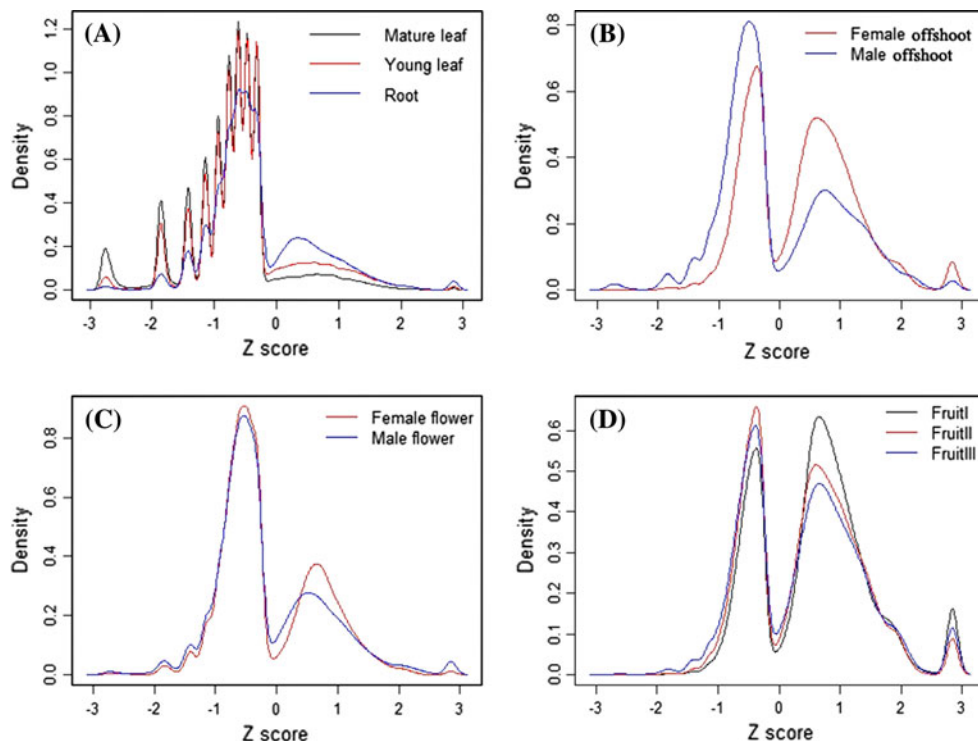 (A)
Mature leaf
Young leaf
Root
Density
0.0 0.2 0.4 0.6 0.8 1.0 1.2
-3 -2 -1 0 1 2 3
Z score
(B)
Female offshoot
Male offshoot
Density
0.0 0.2 0.4 0.6 0.8
-3 -2 -1 0 1 2 3
Z score
(C)
Female flower
Male flower
Density
0.0 0.2 0.4 0.6 0.8
-3 -2 -1 0 1 2 3
Z score
(D)
FruitI
FruitII
FruitIII
Density
0.0 0.1 0.2 0.3 0.4 0.5 0.6
-3 -2 -1 0 1 2 3
Z score